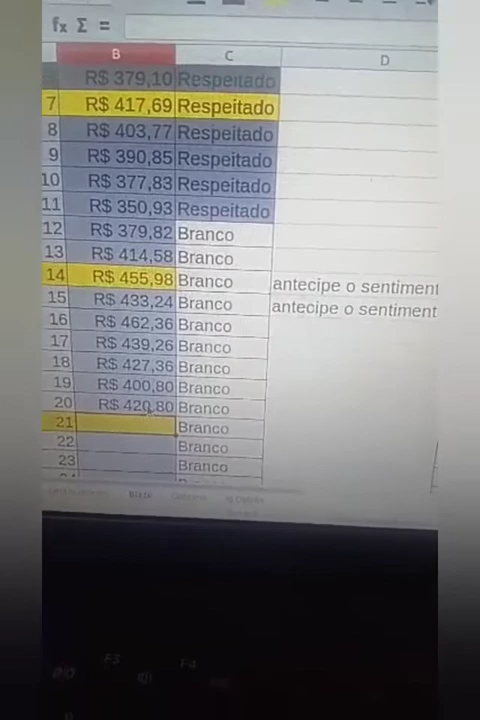 fx Σ =
B C D
R$ 379,10 Respeitado
7 R$ 417,69 Respeitado
8 R$ 403,77 Respeitado
9 R$ 390,85 Respeitado
10 R$ 377,83 Respeitado
11 R$ 350,93 Respeitado
12 R$ 379,82 Branco
13 R$ 414,58 Branco
14 R$ 455,98 Branco antecipe o sentiment
15 R$ 433,24 Branco antecipe o sentiment
16 R$ 462,36 Branco
17 R$ 439,26 Branco
18 R$ 427,36 Branco
19 R$ 400,80 Branco
20 R$ 420,80 Branco
21 Branco
22 Branco
23 Branco
F3 F4